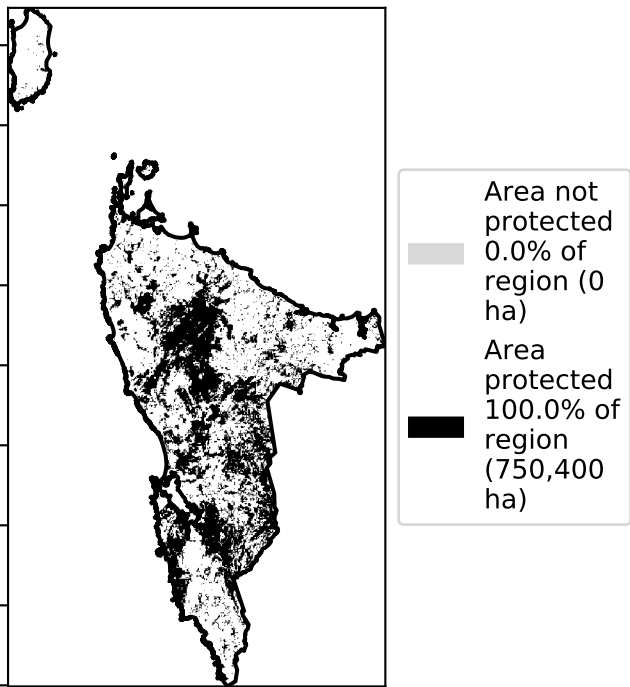 Area not
protected
0.0% of
region (0
ha)
Area
protected
100.0% of
region
(750,400
ha)